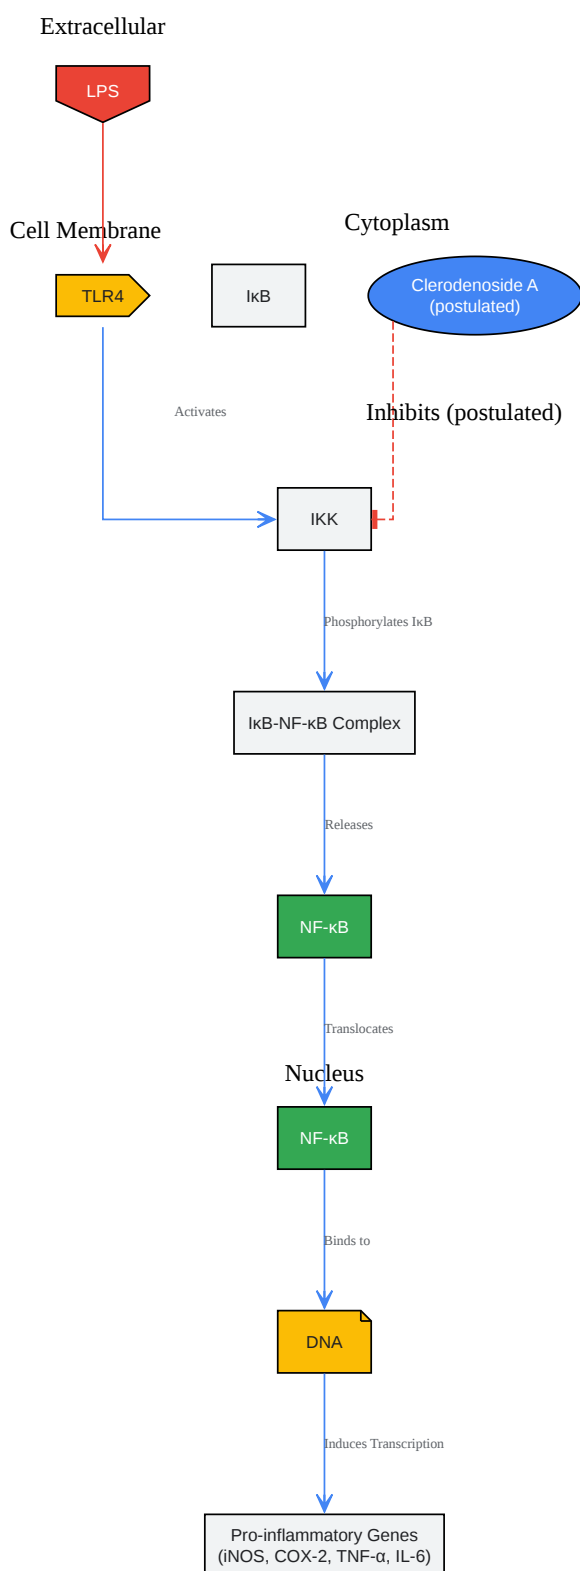 Extracellular
LPS
Cell Membrane
Cytoplasm
TLR4
IκB
Clerodenoside A
(postulated)
Activates
Inhibits (postulated)
IKK
Phosphorylates IκB
IκB-NF-κB Complex
Releases
NF-κB
Translocates
Nucleus
NF-κB
Binds to
DNA
Induces Transcription
Pro-inflammatory Genes
(iNOS, COX-2, TNF-α, IL-6)